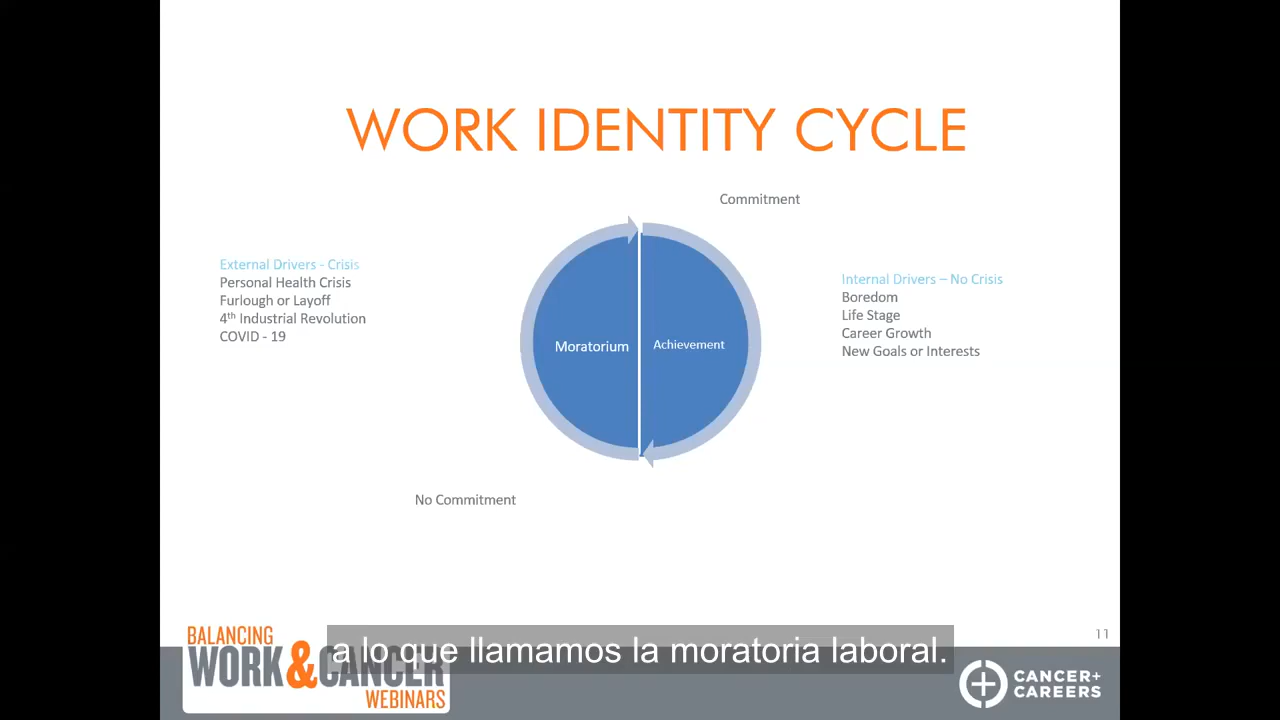 WORK IDENTITY CYCLE
Commitment
External Drivers - Crisis
Personal Health Crisis
Furlough or Layoff
4th Industrial Revolution
COVID - 19
Internal Drivers – No Crisis
Boredom
Life Stage
Career Growth
New Goals or Interests
Moratorium
Achievement
No Commitment
11
BALANCING
WORK & CANCER
WEBINARS
a lo que llamamos la moratoria laboral.
CANCER+
CAREERS